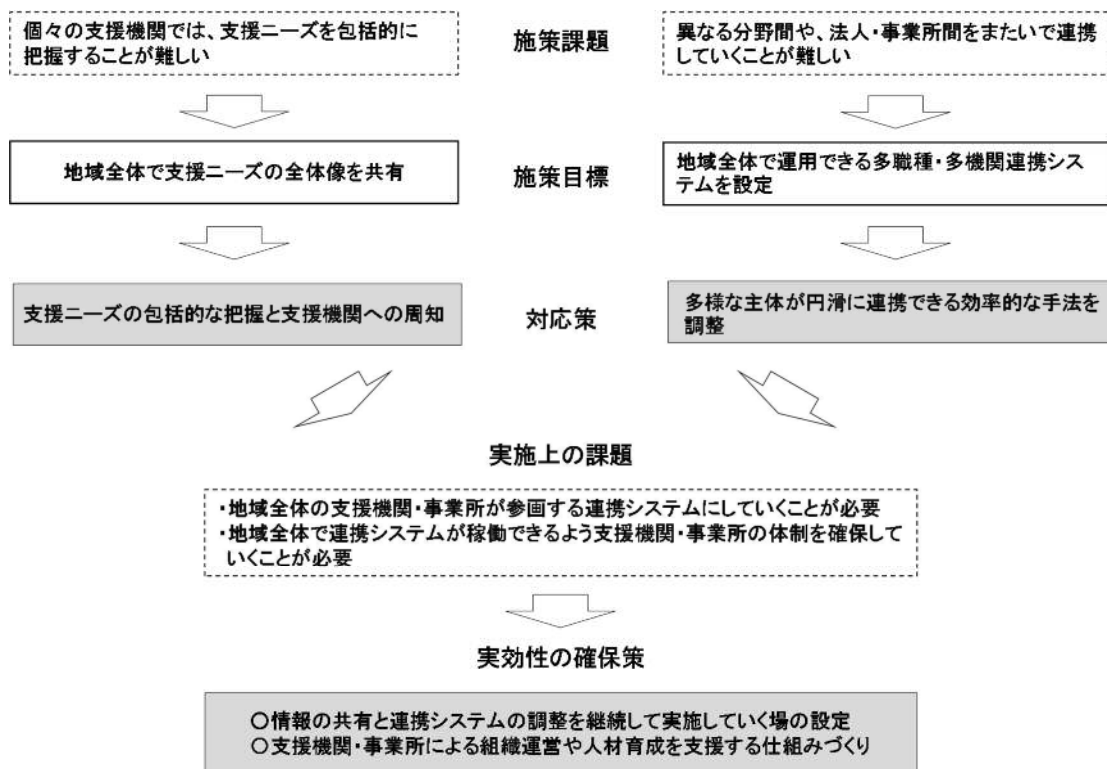 個々の支援機関では、支援ニーズを包括的に
把握することが難しい
施策課題
異なる分野間や、法人・事業所間をまたいで連携
していくことが難しい
地域全体で支援ニーズの全体像を共有
施策目標
地域全体で運用できる多職種・多機関連携シス
テムを設定
支援ニーズの包括的な把握と支援機関への周知
対応策
多様な主体が円滑に連携できる効率的な手法を
調整
実施上の課題
・地域全体の支援機関・事業所が参画する連携システムにしていくことが必要
・地域全体で連携システムが稼働できるよう支援機関・事業所の体制を確保して
いくことが必要
実効性の確保策
○情報の共有と連携システムの調整を継続して実施していく場の設定
○支援機関・事業所による組織運営や人材育成を支援する仕組みづくり